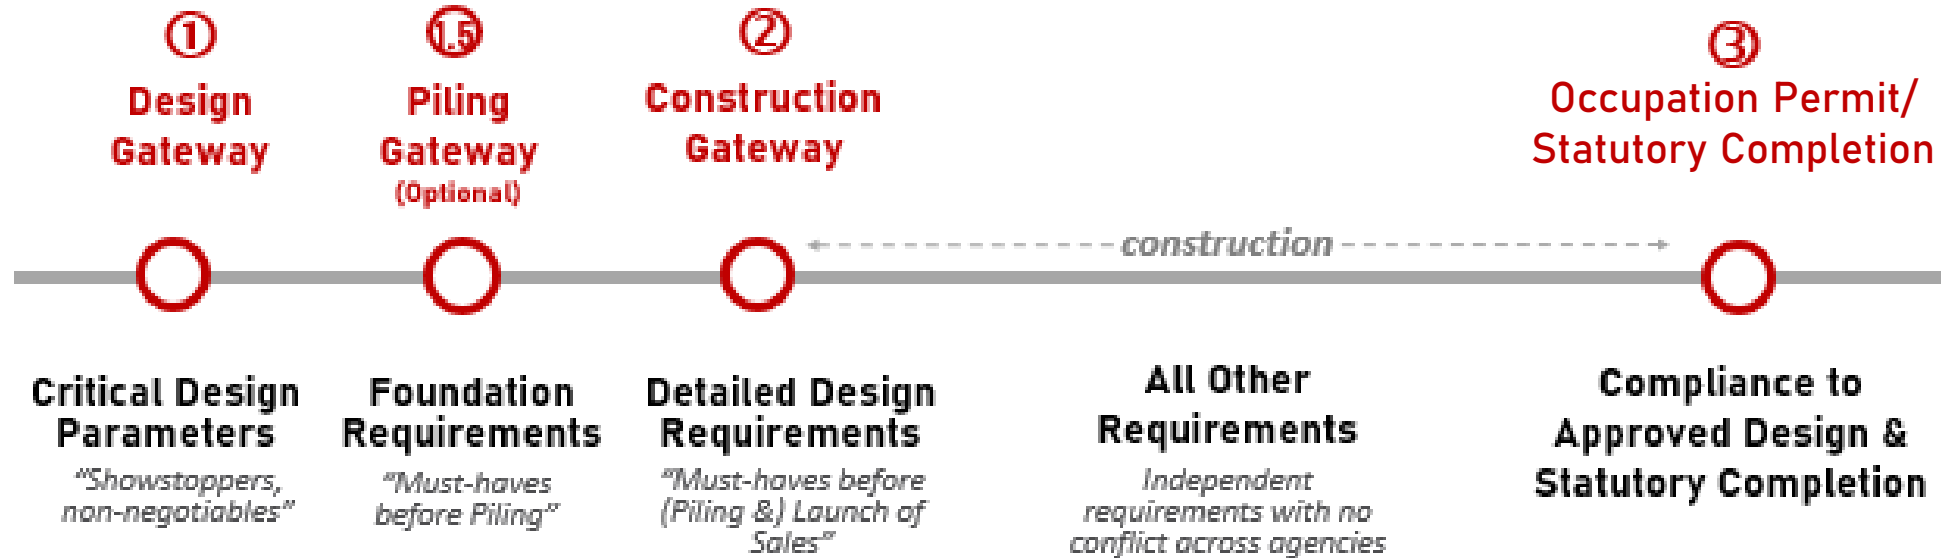 ①
Design
Gateway
1.5
Piling
Gateway
(Optional)
②
Construction
Gateway
③
Occupation Permit/
Statutory Completion
construction
Critical Design
Parameters
“Showstoppers,
non-negotiables”
Foundation
Requirements
“Must-haves
before Piling”
Detailed Design
Requirements
“Must-haves before
(Piling &) Launch of
Sales”
All Other
Requirements
Independent
requirements with no
conflict across agencies
Compliance to
Approved Design &
Statutory Completion